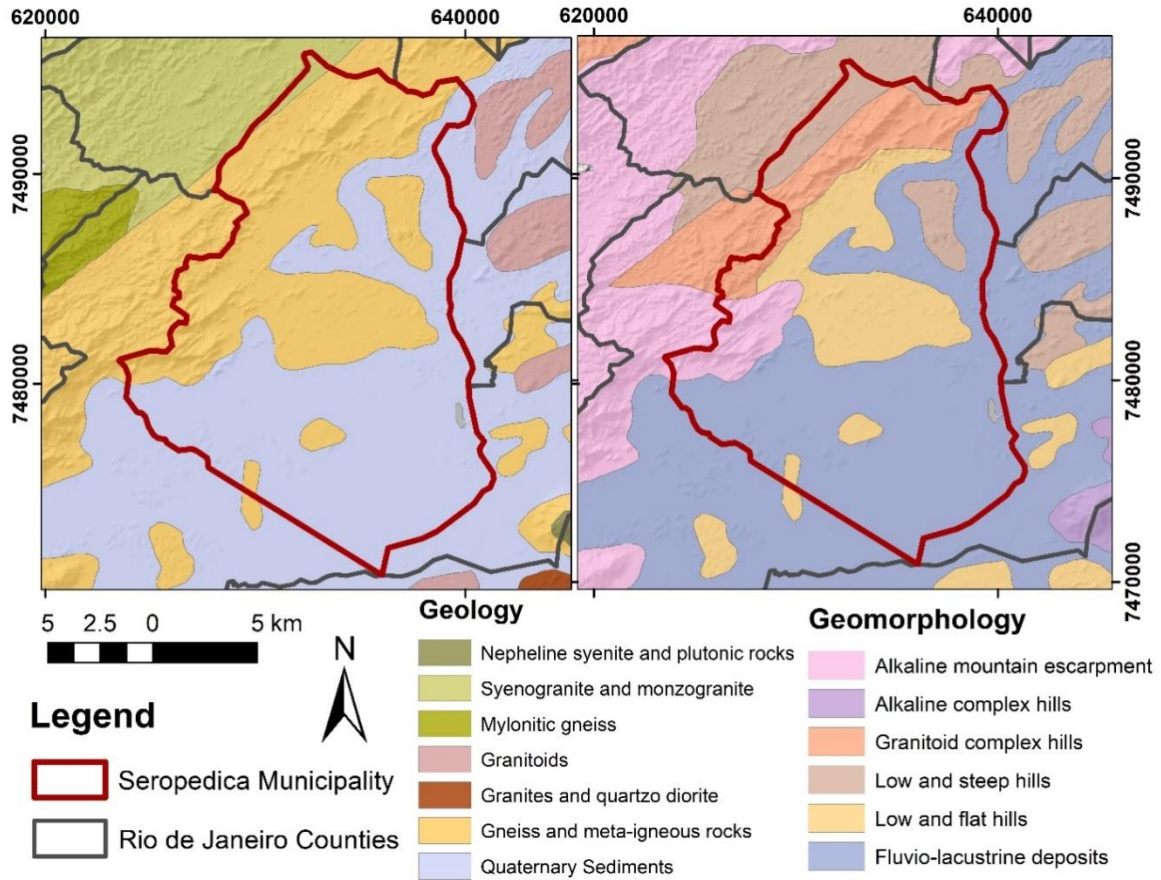 620000
640000
620000
640000
7490000
7480000
7490000
7480000
7470000
5 2.5 0 5 km
N
Legend
Seropedica Municipality
Rio de Janeiro Counties
Geology
Nepheline syenite and plutonic rocks
Syenogranite and monzogranite
Mylonitic gneiss
Granitoids
Granites and quartzo diorite
Gneiss and meta-igneous rocks
Quaternary Sediments
Geomorphology
Alkaline mountain escarpment
Alkaline complex hills
Granitoid complex hills
Low and steep hills
Low and flat hills
Fluvio-lacustrine deposits